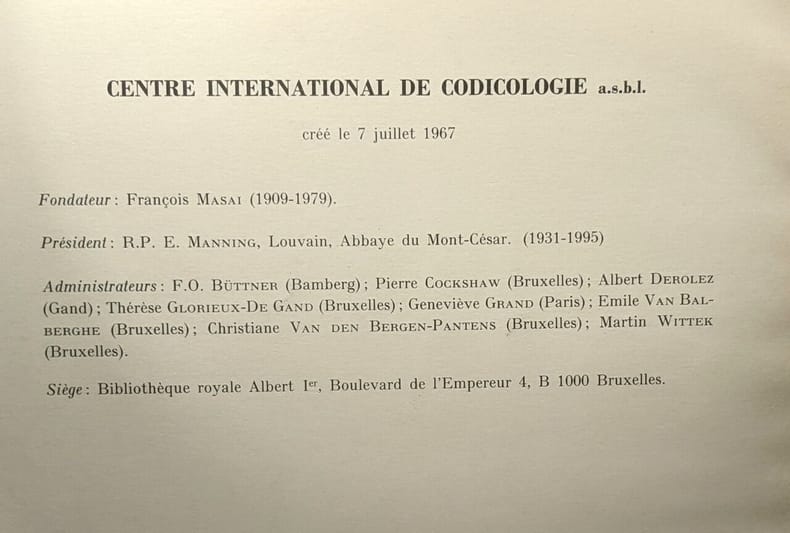 CENTRE INTERNATIONAL DE CODICOLOGIE a.s.b.l.
créé le 7 juillet 1967
Fondateur : François MASAI (1909-1979).
Président : R.P. E. MANNING, Louvain, Abbaye du Mont-César. (1931-1995)
Administrateurs : F.O. BÜTTNER (Bamberg) ; Pierre COCKSHAW (Bruxelles) ; Albert DEROLEZ
(Gand) ; Thérèse GLORIEUX-DE GAND (Bruxelles) ; Geneviève GRAND (Paris) ; Emile VAN BAL-
BERGHE (Bruxelles) ; Christiane VAN DEN BERGEN-PANTENS (Bruxelles) ; Martin WITTEK
(Bruxelles).
Siège : Bibliothèque royale Albert Ier, Boulevard de l'Empereur 4, B 1000 Bruxelles.